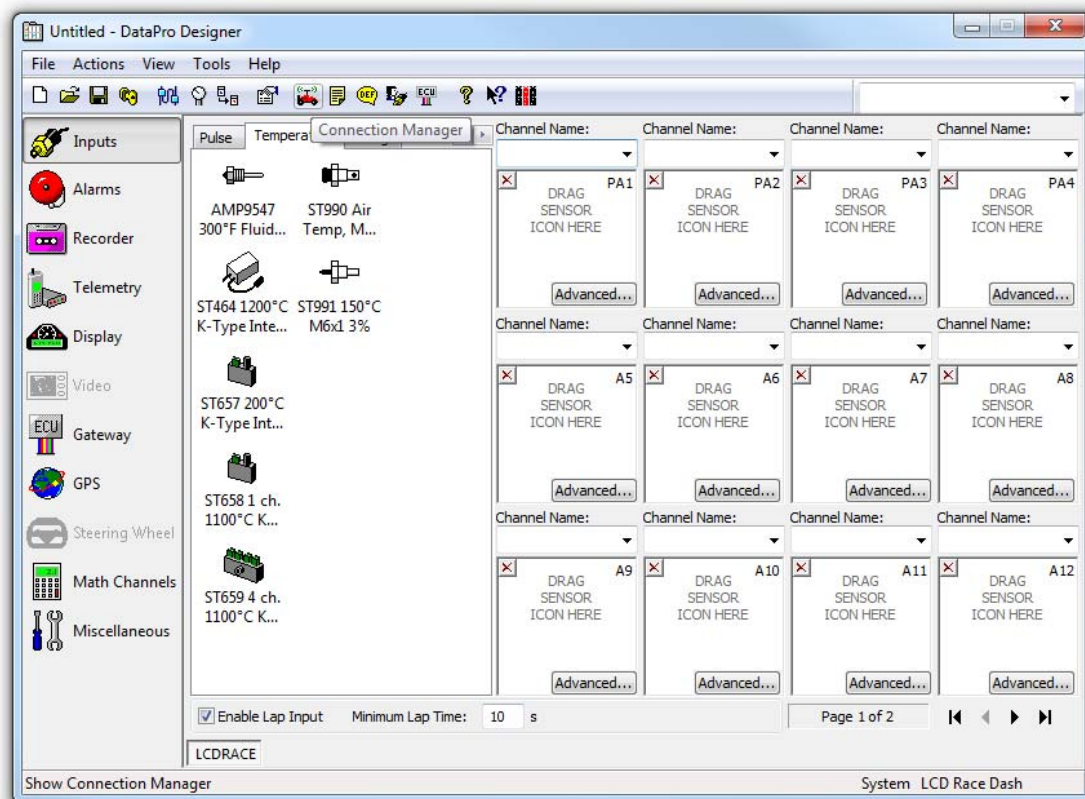 Untitled - DataPro Designer
File Actions View Tools Help
DEF
ECU
Connection Manager
Inputs
Alarms
Recorder
Telemetry
Display
Video
ECU
Gateway
GPS
Steering Wheel
Math Channels
Miscellaneous
Pulse
AMP9547
300°F Fluid...
ST990 Air
Temp, M...
ST464 1200°C
K-Type Inte...
ST991 150°C
M6x1 3%
ST657 200°C
K-Type Int...
ST658 1 ch.
1100°C K...
ST659 4 ch.
1100°C K...
Channel Name: Channel Name: Channel Name: Channel Name:
PA1 PA2 PA3 PA4
DRAG DRAG DRAG DRAG
SENSOR SENSOR SENSOR SENSOR
ICON HERE ICON HERE ICON HERE ICON HERE
Advanced... Advanced... Advanced... Advanced...
Channel Name: Channel Name: Channel Name: Channel Name:
A5 A6 A7 A8
DRAG DRAG DRAG DRAG
SENSOR SENSOR SENSOR SENSOR
ICON HERE ICON HERE ICON HERE ICON HERE
Advanced... Advanced... Advanced... Advanced...
Channel Name: Channel Name: Channel Name: Channel Name:
A9 A10 A11 A12
DRAG DRAG DRAG DRAG
SENSOR SENSOR SENSOR SENSOR
ICON HERE ICON HERE ICON HERE ICON HERE
Advanced... Advanced... Advanced... Advanced...
Enable Lap Input Minimum Lap Time: 10 s
Page 1 of 2
LCDRACE
Show Connection Manager
System LCD Race Dash